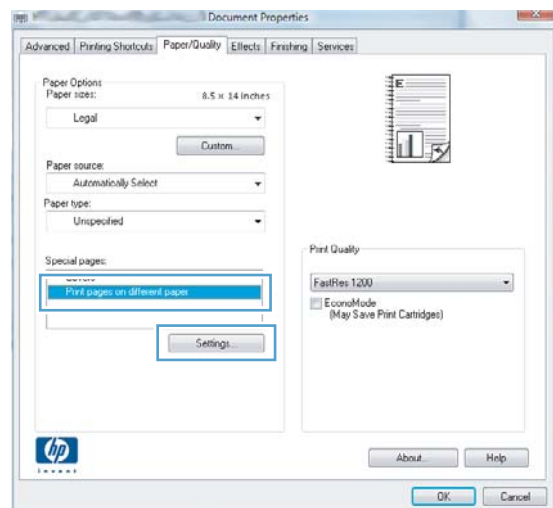 Document Properties
Advanced Printing Shortcuts Paper/Quality Effects Finishing Services
Paper Options
Paper sizes: 8.5 × 14 inches
Legal
Custom...
Paper source:
Automatically Select
Paper type:
Unspecified
Special pages:
Print pages on different paper
Settings...
E
Print Quality
FastRes 1200
EconoMode
(May Save Print Cartridges)
hp
invent
About... Help
OK Cancel